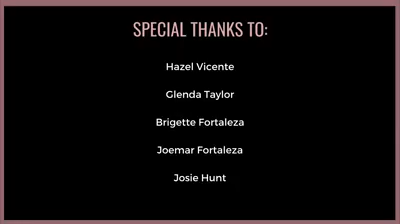 SPECIAL THANKS TO:
Hazel Vicente
Glenda Taylor
Brigette Fortaleza
Joemar Fortaleza
Josie Hunt